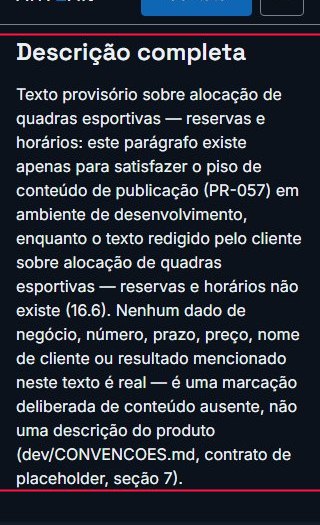 Descrição completa
Texto provisório sobre alocação de
quadras esportivas — reservas e
horários: este parágrafo existe
apenas para satisfazer o piso de
conteúdo de publicação (PR-057) em
ambiente de desenvolvimento,
enquanto o texto redigido pelo cliente
sobre alocação de quadras
esportivas — reservas e horários não
existe (16.6). Nenhum dado de
negócio, número, prazo, preço, nome
de cliente ou resultado mencionado
neste texto é real — é uma marcação
deliberada de conteúdo ausente, não
uma descrição do produto
(dev/CONVENCOES.md, contrato de
placeholder, seção 7).